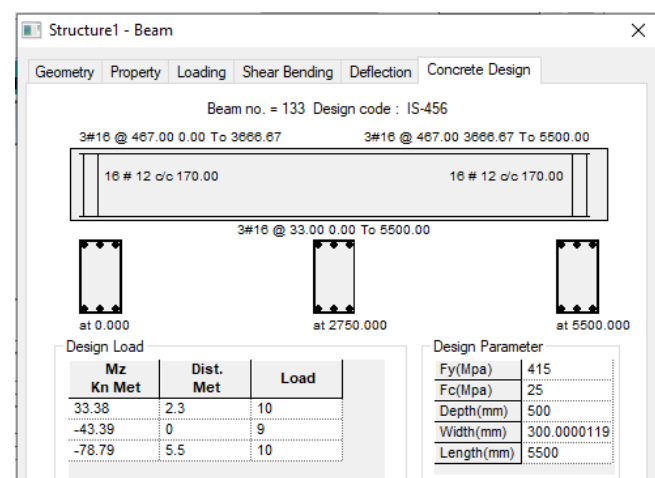 Structure1 - Beam
Geometry Property Loading Shear Bending Deflection Concrete Design
Beam no. = 133 Design code : IS-456
3#16 @ 467.00 0.00 To 3666.67 3#16 @ 467.00 3666.67 To 5500.00
16 # 12 c/c 170.00 16 # 12 c/c 170.00
3#16 @ 33.00 0.00 To 5500.00
at 0.000 at 2750.000 at 5500.000
Design Load Design Parameter
Mz Dist. Load
Kn Met Met
33.38 2.3 10
-43.39 0 9
-78.79 5.5 10
Fy(Mpa) 415
Fc(Mpa) 25
Depth(mm) 500
Width(mm) 300.0000119
Length(mm) 5500